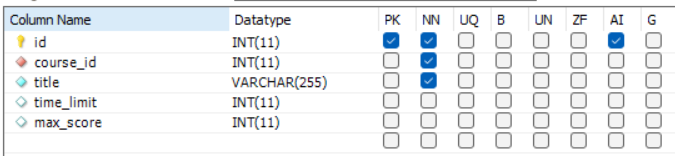 Column Name Datatype PK NN UQ B UN ZF AI G
id INT(11)
course_id INT(11)
title VARCHAR(255)
time_limit INT(11)
max_score INT(11)